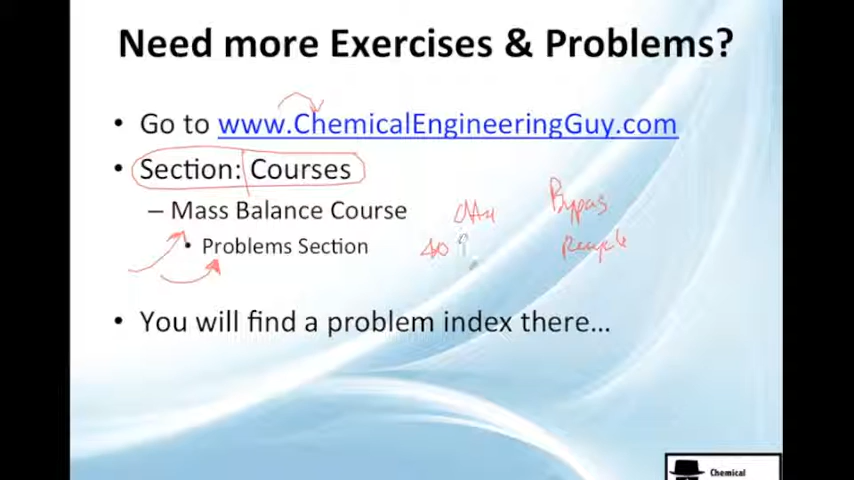 Need more Exercises & Problems?
• Go to www.ChemicalEngineeringGuy.com
• Section: Courses
– Mass Balance Course
Bypass
• Problems Section
Recycle
• You will find a problem index there...
Chemical